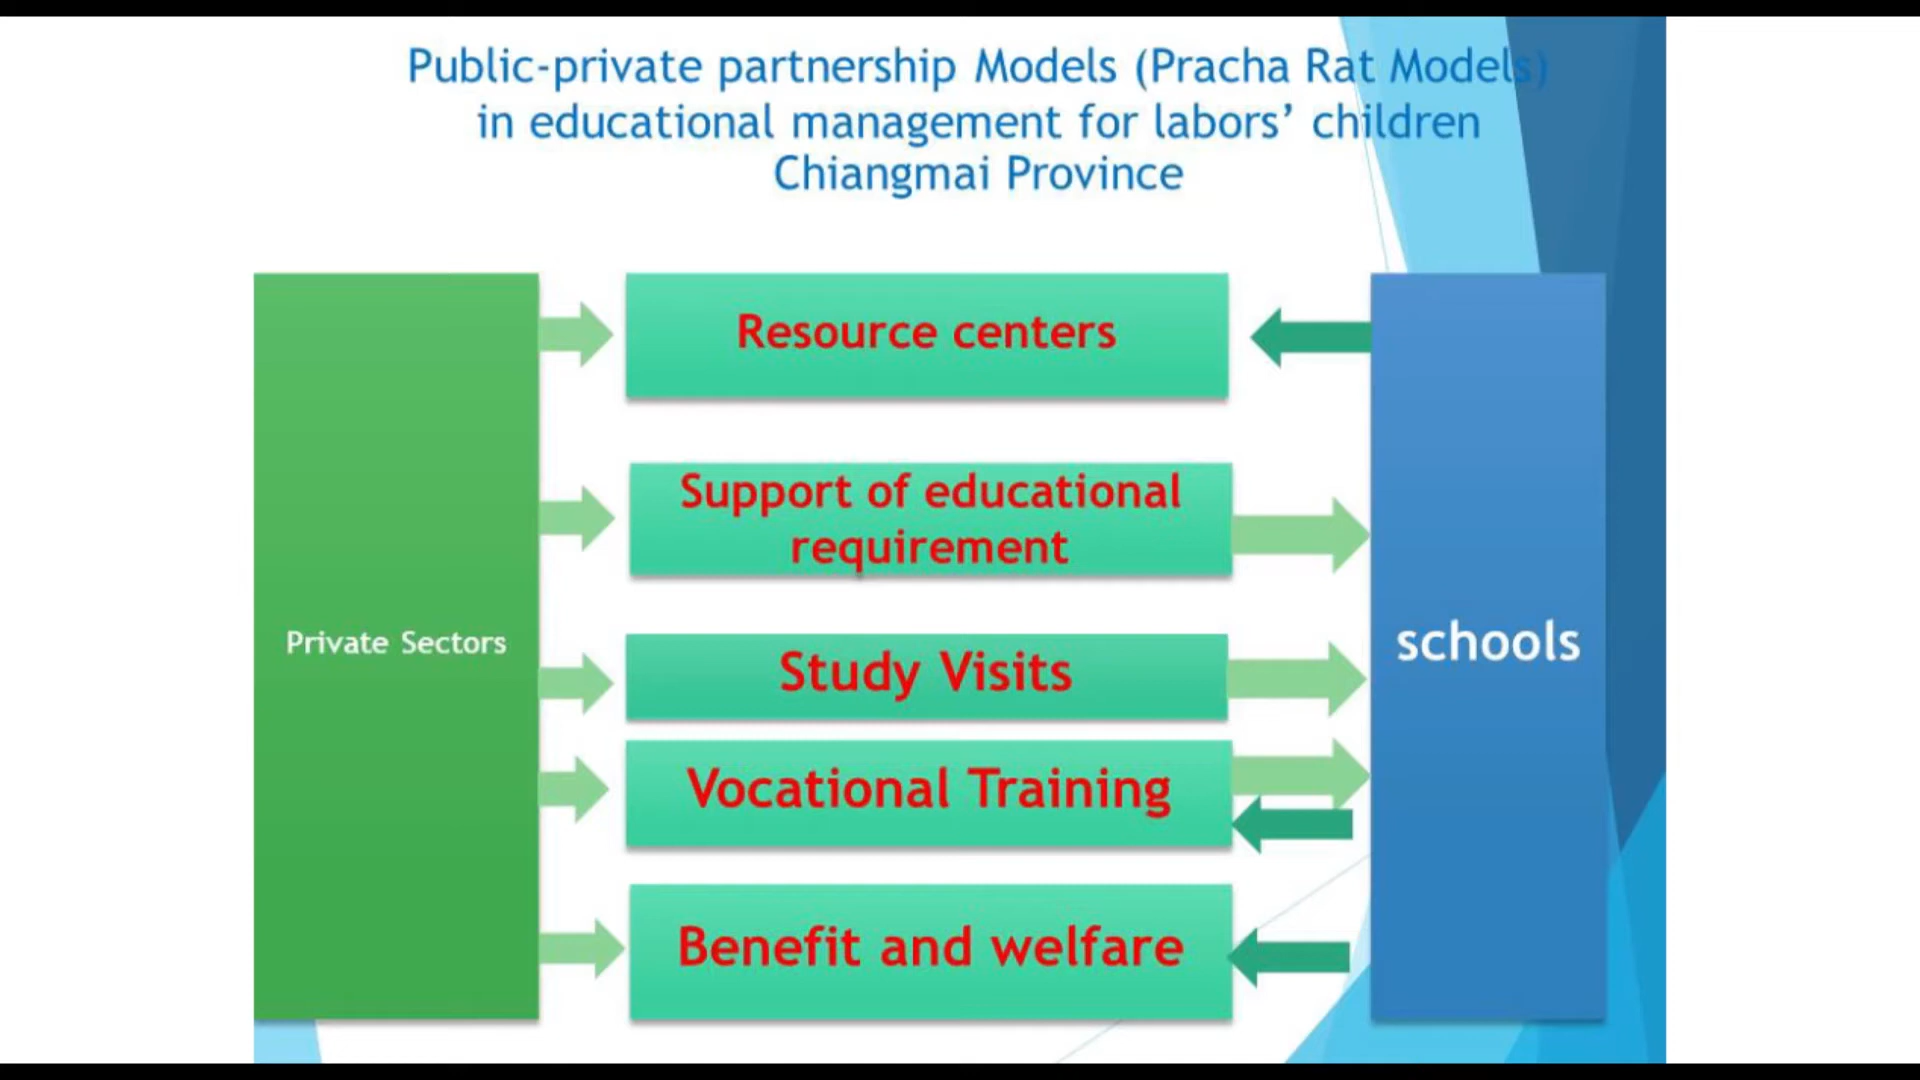 Public-private partnership Models (Pracha Rat Models)
in educational management for labors’ children
Chiangmai Province
Private Sectors
Resource centers
Support of educational
requirement
Study Visits
Vocational Training
Benefit and welfare
schools